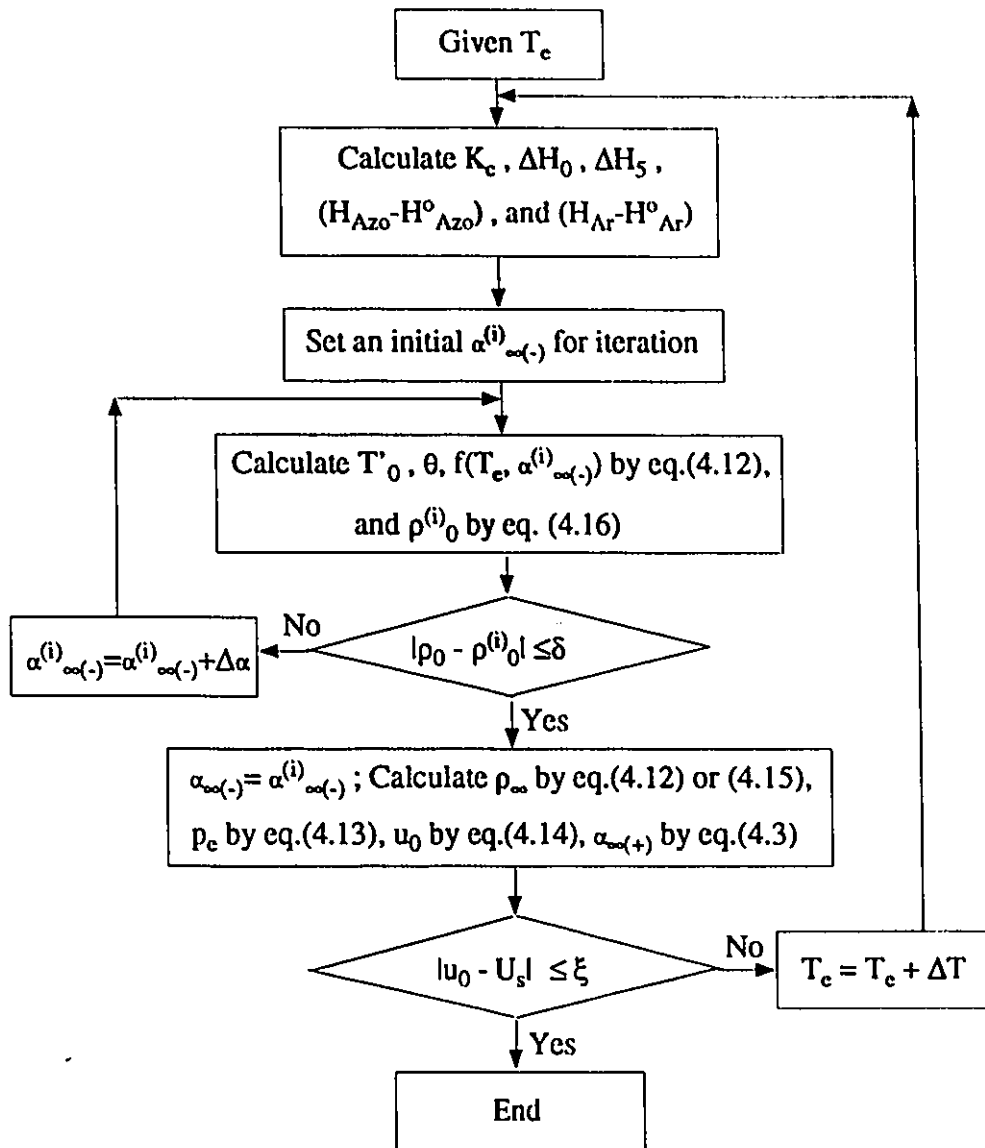 Given T_c
Calculate K_c , ΔH_0 , ΔH_5 ,
(H_Azo-H^o_Azo) , and (H_Ar-H^o_Ar)
Set an initial α^(i)_∞(-) for iteration
Calculate T'_0 , θ, f(T_c, α^(i)_∞(-)) by eq.(4.12),
and ρ^(i)_0 by eq. (4.16)
No
|ρ_0 - ρ^(i)_0| ≤δ
α^(i)_∞(-)=α^(i)_∞(-)+Δα
Yes
α_∞(-)= α^(i)_∞(-) ; Calculate ρ_∞ by eq.(4.12) or (4.15),
p_c by eq.(4.13), u_0 by eq.(4.14), α_∞(+) by eq.(4.3)
|u_0 - U_s| ≤ ξ
No
T_c = T_c + ΔT
Yes
End